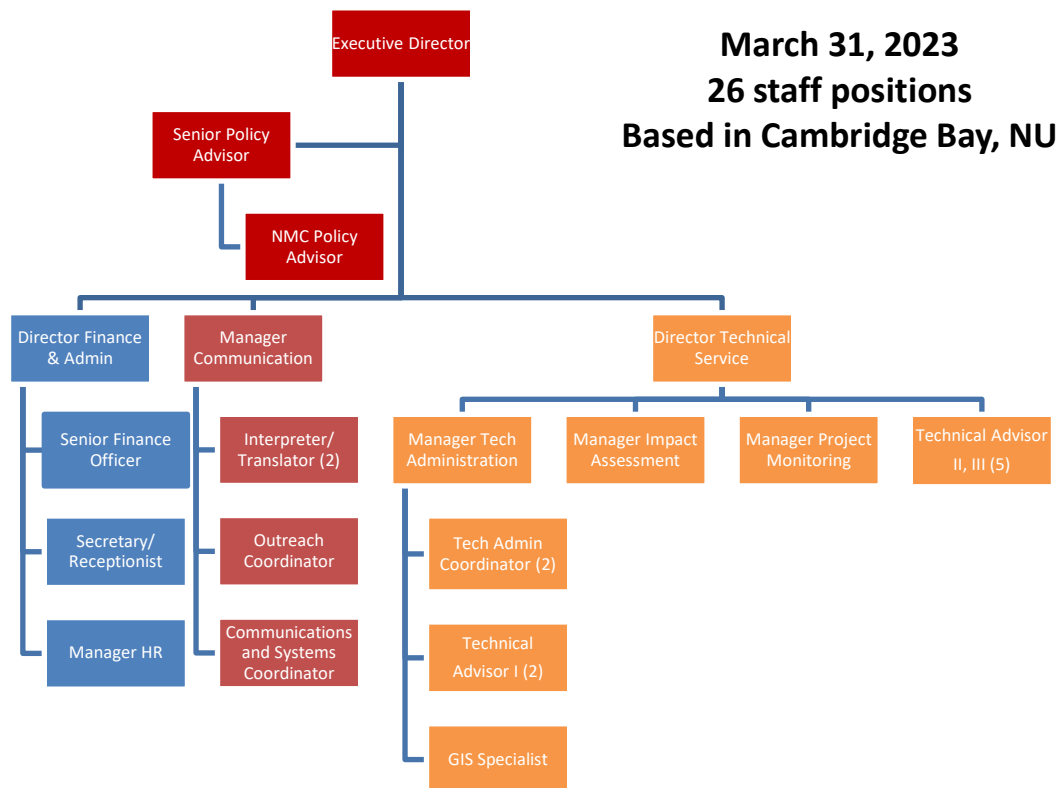 Executive Director
March 31, 2023
26 staff positions
Based in Cambridge Bay, NU
Senior Policy
Advisor
NMC Policy
Advisor
Director Finance
& Admin
Manager
Communication
Director Technical
Service
Senior Finance
Officer
Interpreter/
Translator (2)
Manager Tech
Administration
Manager Impact
Assessment
Manager Project
Monitoring
Technical Advisor
II, III (5)
Secretary/
Receptionist
Outreach
Coordinator
Tech Admin
Coordinator (2)
Manager HR
Communications
and Systems
Coordinator
Technical
Advisor I (2)
GIS Specialist